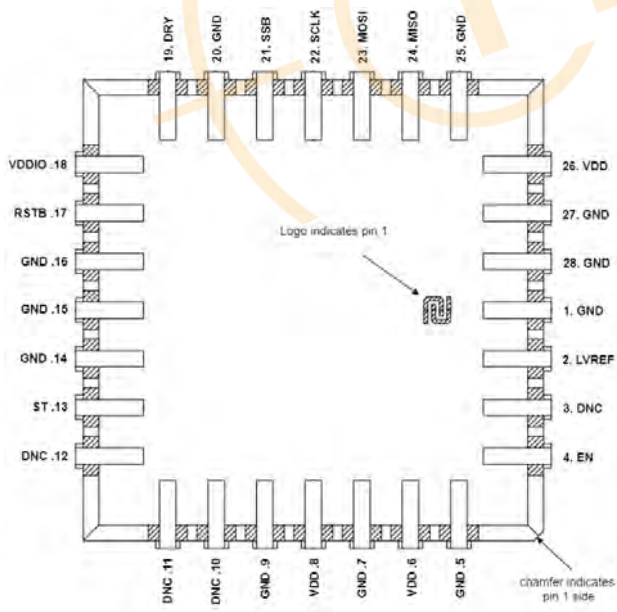 19. DRY
20. GND
21. SSB
22. SCLK
23. MOSI
24. MISO
25. GND
VDDIO .18
RSTB .17
GND .16
GND .15
GND .14
ST .13
DNC .12
Logo indicates pin 1
26. VDD
27. GND
28. GND
1. GND
2. LVREF
3. DNC
4. EN
DNC .11
DNC .10
GND .9
VDD .8
GND .7
VDD .6
GND .5
chamfer indicates
pin 1 side